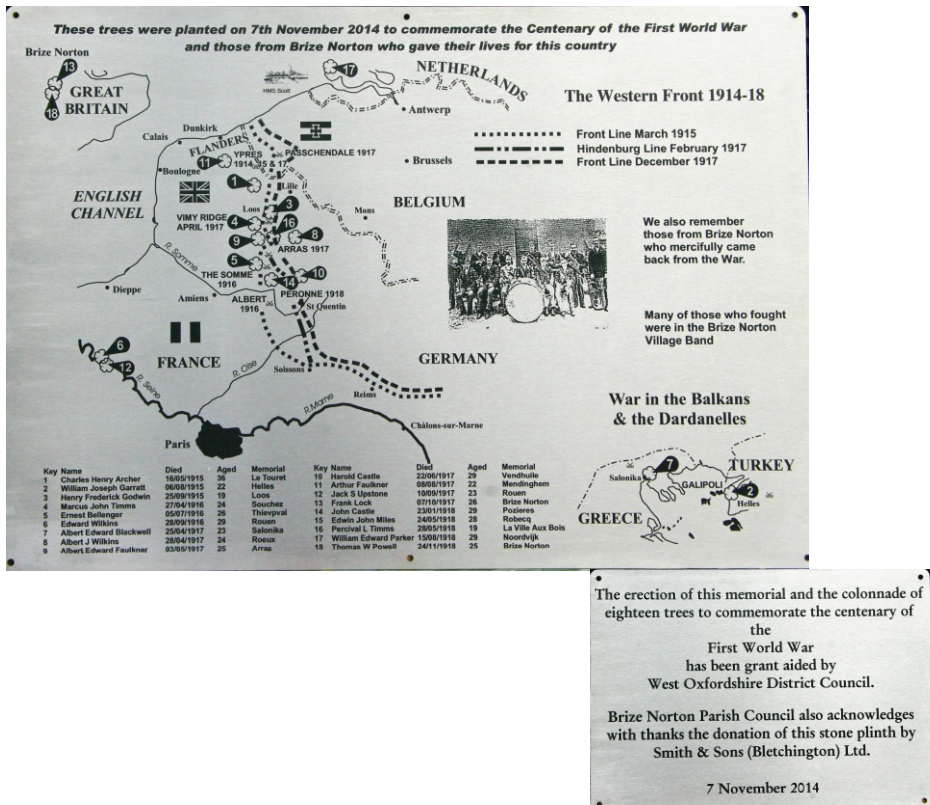 These trees were planted on 7th November 2014 to commemorate the Centenary of the First World War
and those from Brize Norton who gave their lives for this country
Brize Norton
13
18
GREAT
BRITAIN
HMS Scott
17
NETHERLANDS
Antwerp
The Western Front 1914-18
Front Line March 1915
Hindenburg Line February 1917
Front Line December 1917
Calais
Dunkirk
FLANDERS
YPRES
1914, 15 & 17
PASSCHENDALE 1917
Brussels
11
Boulogne
1
Lille
ENGLISH
CHANNEL
BELGIUM
Loos
3
Mons
VIMY RIDGE
APRIL 1917
4
16
9
8
ARRAS 1917
R. Somme
5
THE SOMME
1916
10
14
Dieppe
Amiens
ALBERT
1916
PERONNE 1918
St Quentin
We also remember
those from Brize Norton
who mercifully came
back from the War.
Many of those who fought
were in the Brize Norton
Village Band
6
12
FRANCE
GERMANY
R. Seine
R. Oise
Soissons
Reims
R.Marne
Châlons-sur-Marne
Paris
War in the Balkans
& the Dardanelles
7
Salonika
TURKEY
GALIPOLI
2
Helles
GREECE
Key Name Died Aged Memorial
1 Charles Henry Archer 16/05/1915 36 Le Touret
2 William Joseph Garratt 06/08/1915 22 Helles
3 Henry Frederick Godwin 25/09/1915 19 Loos
4 Marcus John Timms 27/04/1916 24 Souchez
5 Ernest Bellenger 05/07/1916 26 Thievpval
6 Edward Wilkins 28/09/1916 29 Rouen
7 Albert Edward Blackwell 25/04/1917 23 Salonika
8 Albert J Wilkins 28/04/1917 24 Roeux
9 Albert Edward Faulkner 03/05/1917 25 Arras
Key Name Died Aged Memorial
10 Harold Castle 22/06/1917 29 Vendhuile
11 Arthur Faulkner 08/08/1917 22 Mendinghem
12 Jack S Upstone 10/09/1917 23 Rouen
13 Frank Lock 07/10/1917 26 Brize Norton
14 John Castle 23/01/1918 29 Pozieres
15 Edwin John Miles 24/05/1918 28 Robecq
16 Percival L Timms 28/05/1918 19 La Ville Aux Bois
17 William Edward Parker 15/08/1918 29 Noordvijk
18 Thomas W Powell 24/11/1918 25 Brize Norton
The erection of this memorial and the colonnade of
eighteen trees to commemorate the centenary of
the
First World War
has been grant aided by
West Oxfordshire District Council.
Brize Norton Parish Council also acknowledges
with thanks the donation of this stone plinth by
Smith & Sons (Bletchington) Ltd.
7 November 2014